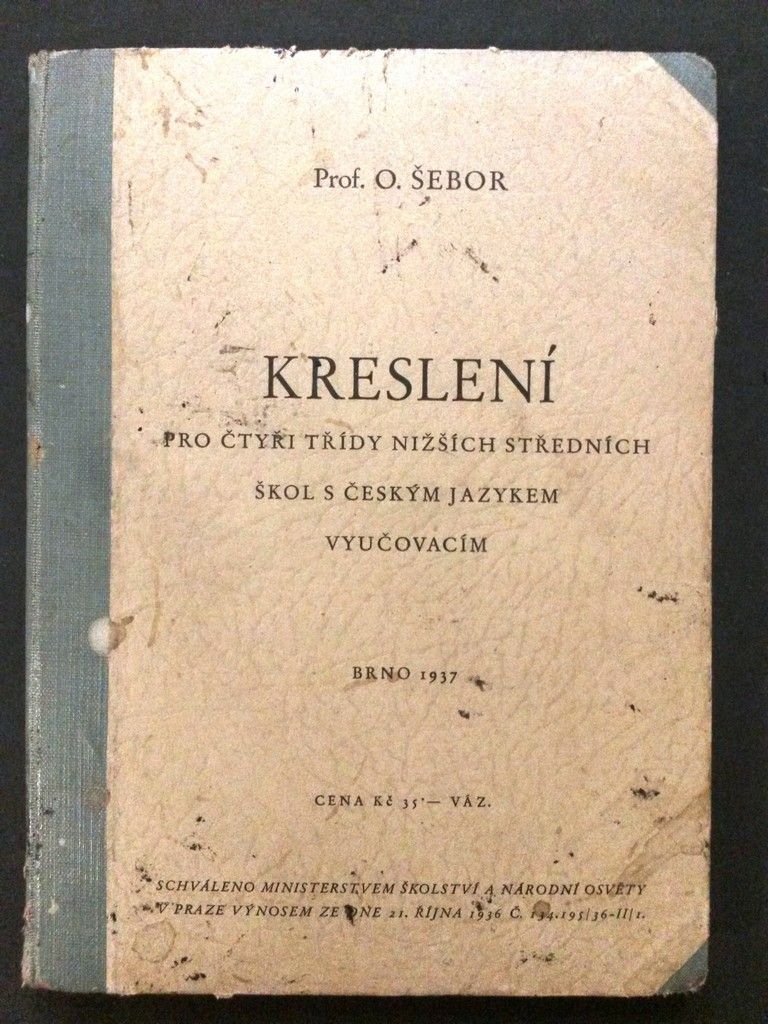 Prof. O. ŠEBOR
KRESLENÍ
PRO ČTYŘI TŘÍDY NIŽŠÍCH STŘEDNÍCH
ŠKOL S ČESKÝM JAZYKEM
VYUČOVACÍM
BRNO 1937
CENA Kč 35·— VÁZ.
SCHVÁLENO MINISTERSTVEM ŠKOLSTVÍ A NÁRODNÍ OSVĚTY
V PRAZE VÝNOSEM ZE DNE 21. ŘÍJNA 1936 Č. 134.195/36-II/1.